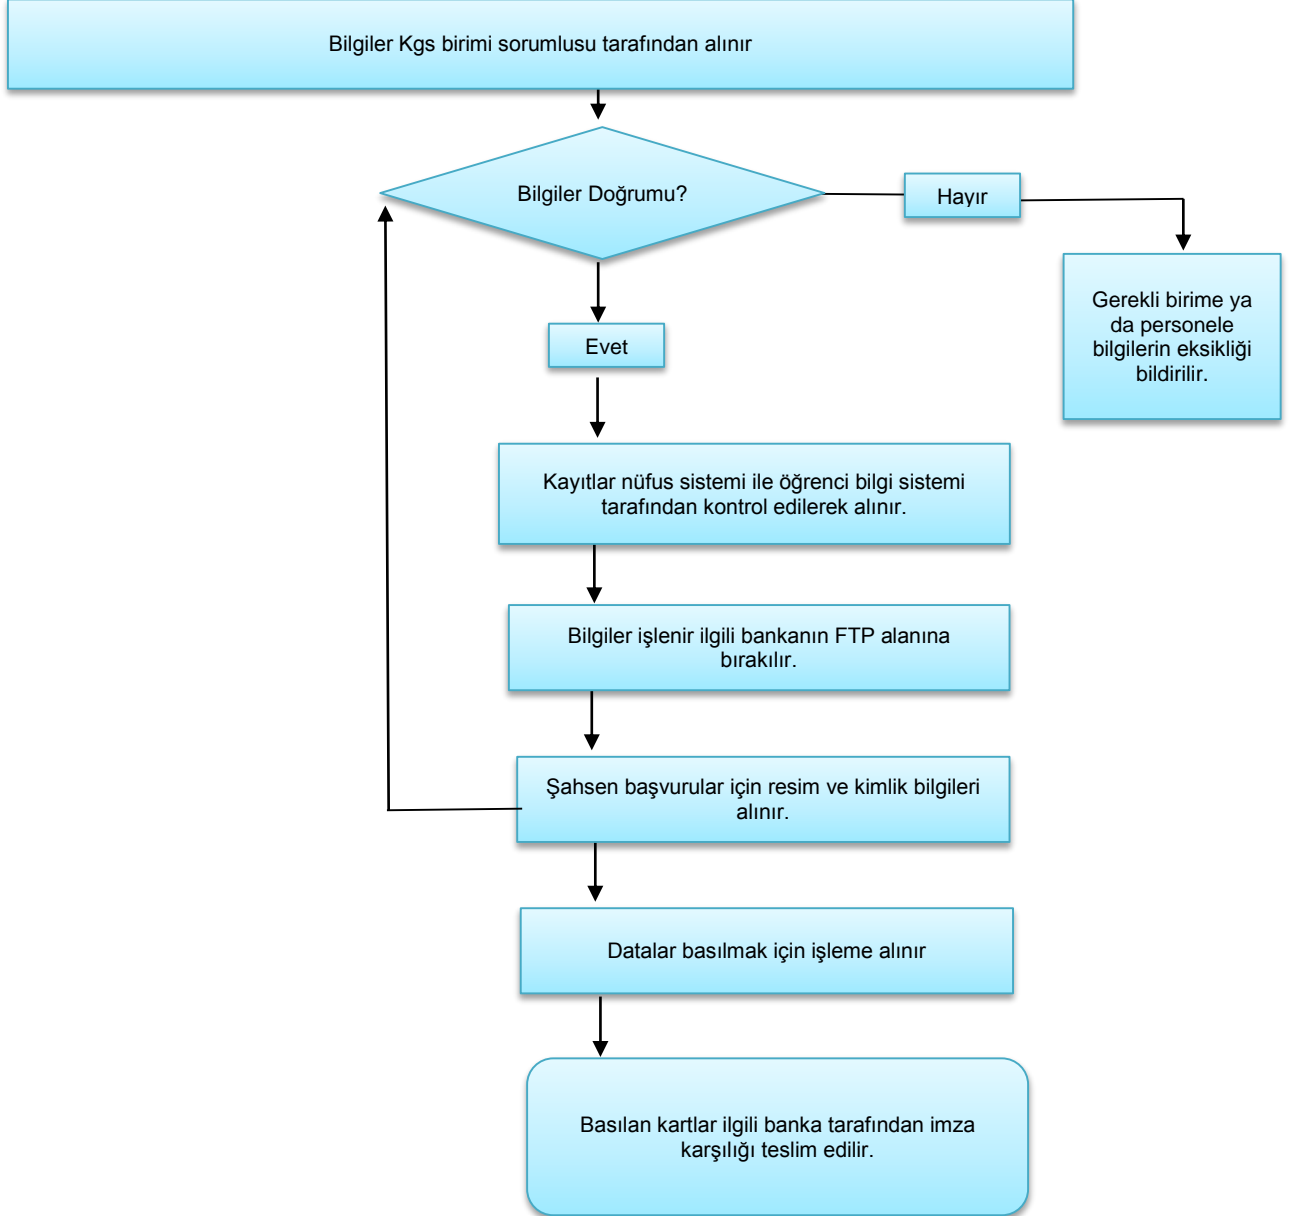 Bilgiler Kgs birimi sorumlusu tarafından alınır
Bilgiler Doğrumu?
Hayır
Gerekli birime ya
da personele
bilgilerin eksikliği
bildirilir.
Evet
Kayıtlar nüfus sistemi ile öğrenci bilgi sistemi
tarafından kontrol edilerek alınır.
Bilgiler işlenir ilgili bankanın FTP alanına
bırakılır.
Şahsen başvurular için resim ve kimlik bilgileri
alınır.
Datalar basılmak için işleme alınır
Basılan kartlar ilgili banka tarafından imza
karşılığı teslim edilir.